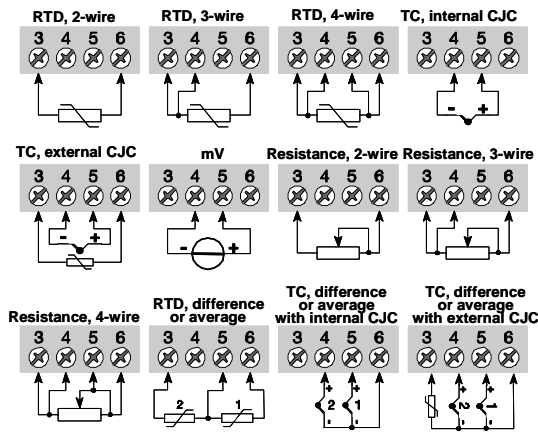 RTD, 2-wire
3 4 5 6
RTD, 3-wire
3 4 5 6
RTD, 4-wire
3 4 5 6
TC, internal CJC
3 4 5 6
- +
TC, external CJC
3 4 5 6
- +
mV
3 4 5 6
- +
Resistance, 2-wire
3 4 5 6
Resistance, 3-wire
3 4 5 6
Resistance, 4-wire
3 4 5 6
RTD, difference
or average
3 4 5 6
2 1
TC, difference
or average
with internal CJC
3 4 5 6
+ +
2 1
- -
TC, difference
or average
with external CJC
3 4 5 6
+ +
2 1
- -